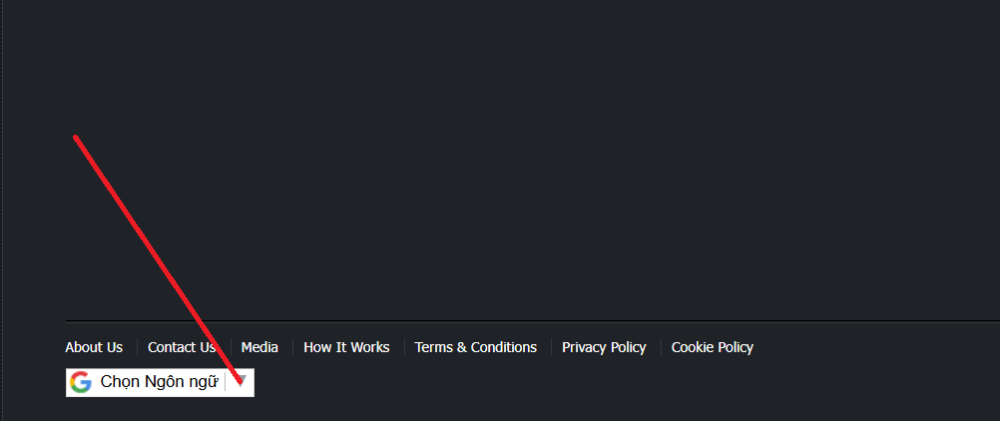 About Us Contact Us Media How It Works Terms & Conditions Privacy Policy Cookie Policy
Chọn Ngôn ngữ